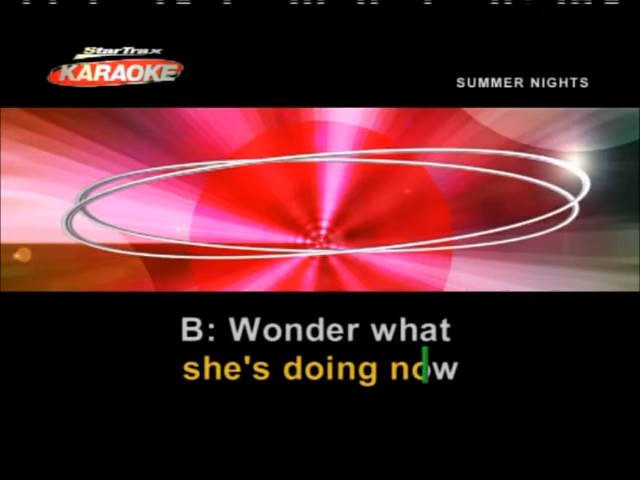 StarTrax
KARAOKE
SUMMER NIGHTS
B: Wonder what
she's doing now